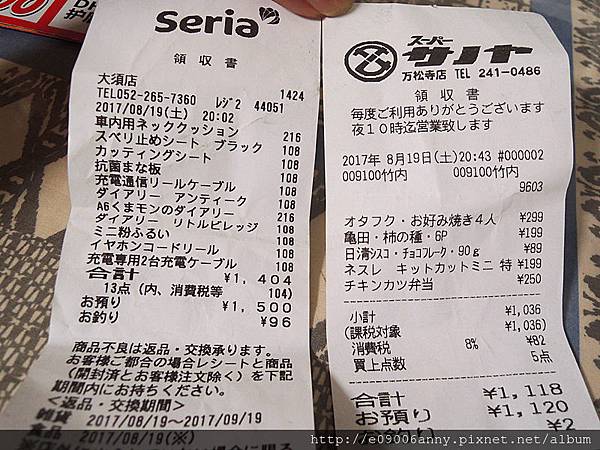 seria
領 収 書
大須店
TEL052-265-7360 ﾚｼﾞ2 44051 1424
2017/08/19(土) 20:02
車内用ネッククッション 216
スベリ止めシート ブラック 108
カッティングシート 108
抗菌まな板 108
充電通信リールケーブル 108
ダイアリー アンティーク 108
A6くまモンのダイアリー 108
ダイアリー リトルビレッジ 216
ミニ粉ふるい 108
イヤホンコードリール 108
充電専用2台充電ケーブル 108
合計 ¥1,404
13点 (内、消費税等 104)
お預り ¥1,500
お釣り ¥96
商品不良は返品・交換承ります。
お客様ご都合の場合レシートと商品
(開封済とお客様注文除く) を下記
期間内にお持ちください。
<返品・交換期間>
雑貨 2017/08/19～2017/09/19
食品 2017/08/19(※)
スーパー
サノヤ
万松寺店 TEL 241-0486
領 収 書
毎度ご利用ありがとうございます
夜10時迄営業致します
2017年 8月19日(土)20:43 #000002
009100竹内 009100竹内
9603
オタフク・お好み焼き4人 ¥299
亀田・柿の種・6P ¥199
日清ｼｽｺ・ﾁｮｺﾌﾚｰｸ・90g ¥89
ネスレ キットカットミニ 特 ¥199
チキンカツ弁当 ¥250
小計 ¥1,036
(課税対象 ¥1,036)
消費税 8% ¥82
買上点数 5点
合計 ¥1,118
お預り ¥1,120
お釣り ¥2
http://e09006anny.pixnet.net/album